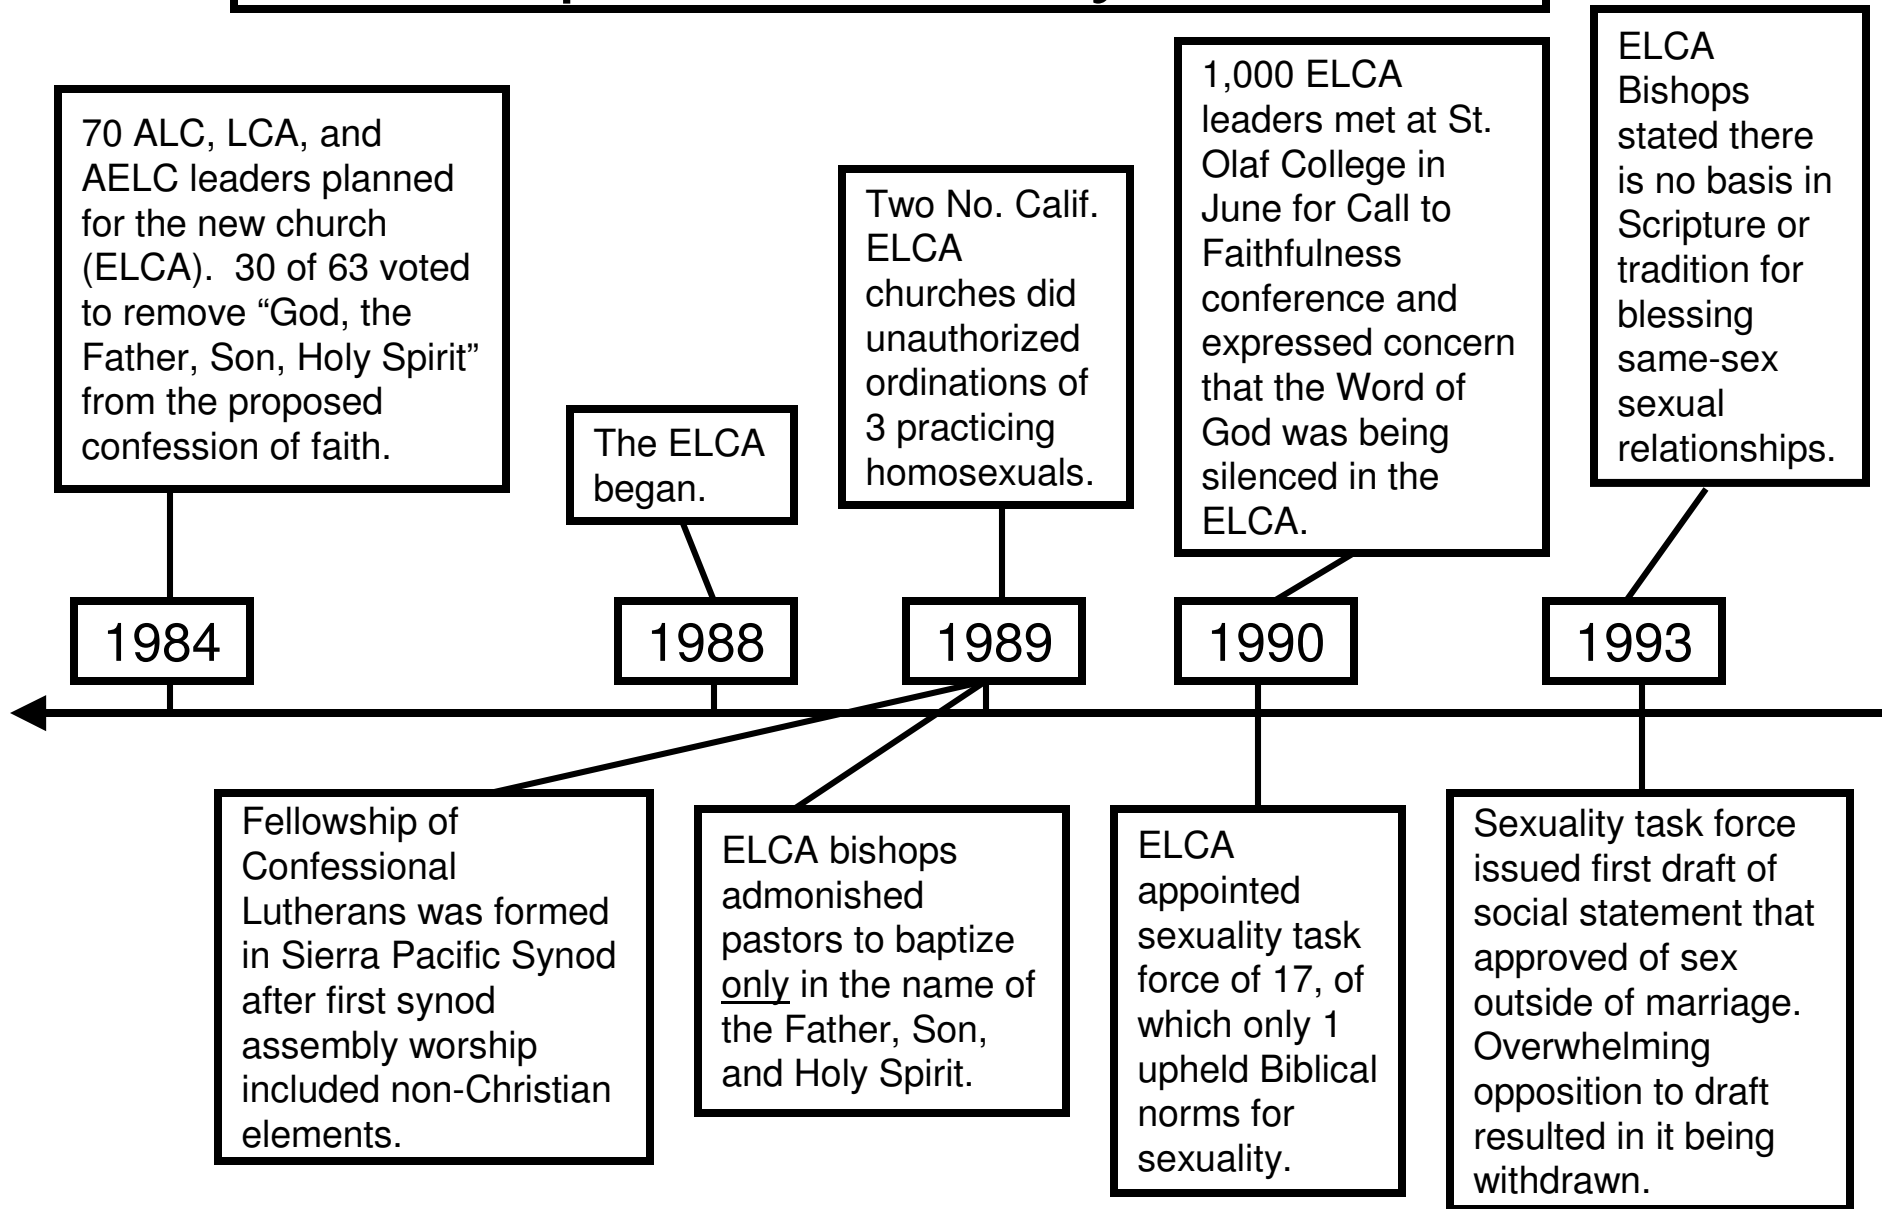 70 ALC, LCA, and
AELC leaders planned
for the new church
(ELCA).  30 of 63 voted
to remove “God, the
Father, Son, Holy Spirit”
from the proposed
confession of faith.
The ELCA
began.
Two No. Calif.
ELCA
churches did
unauthorized
ordinations of
3 practicing
homosexuals.
1,000 ELCA
leaders met at St.
Olaf College in
June for Call to
Faithfulness
conference and
expressed concern
that the Word of
God was being
silenced in the
ELCA.
ELCA
Bishops
stated there
is no basis in
Scripture or
tradition for
blessing
same-sex
sexual
relationships.
1984
1988
1989
1990
1993
Fellowship of
Confessional
Lutherans was formed
in Sierra Pacific Synod
after first synod
assembly worship
included non-Christian
elements.
ELCA bishops
admonished
pastors to baptize
only in the name of
the Father, Son,
and Holy Spirit.
ELCA
appointed
sexuality task
force of 17, of
which only 1
upheld Biblical
norms for
sexuality.
Sexuality task force
issued first draft of
social statement that
approved of sex
outside of marriage.
Overwhelming
opposition to draft
resulted in it being
withdrawn.